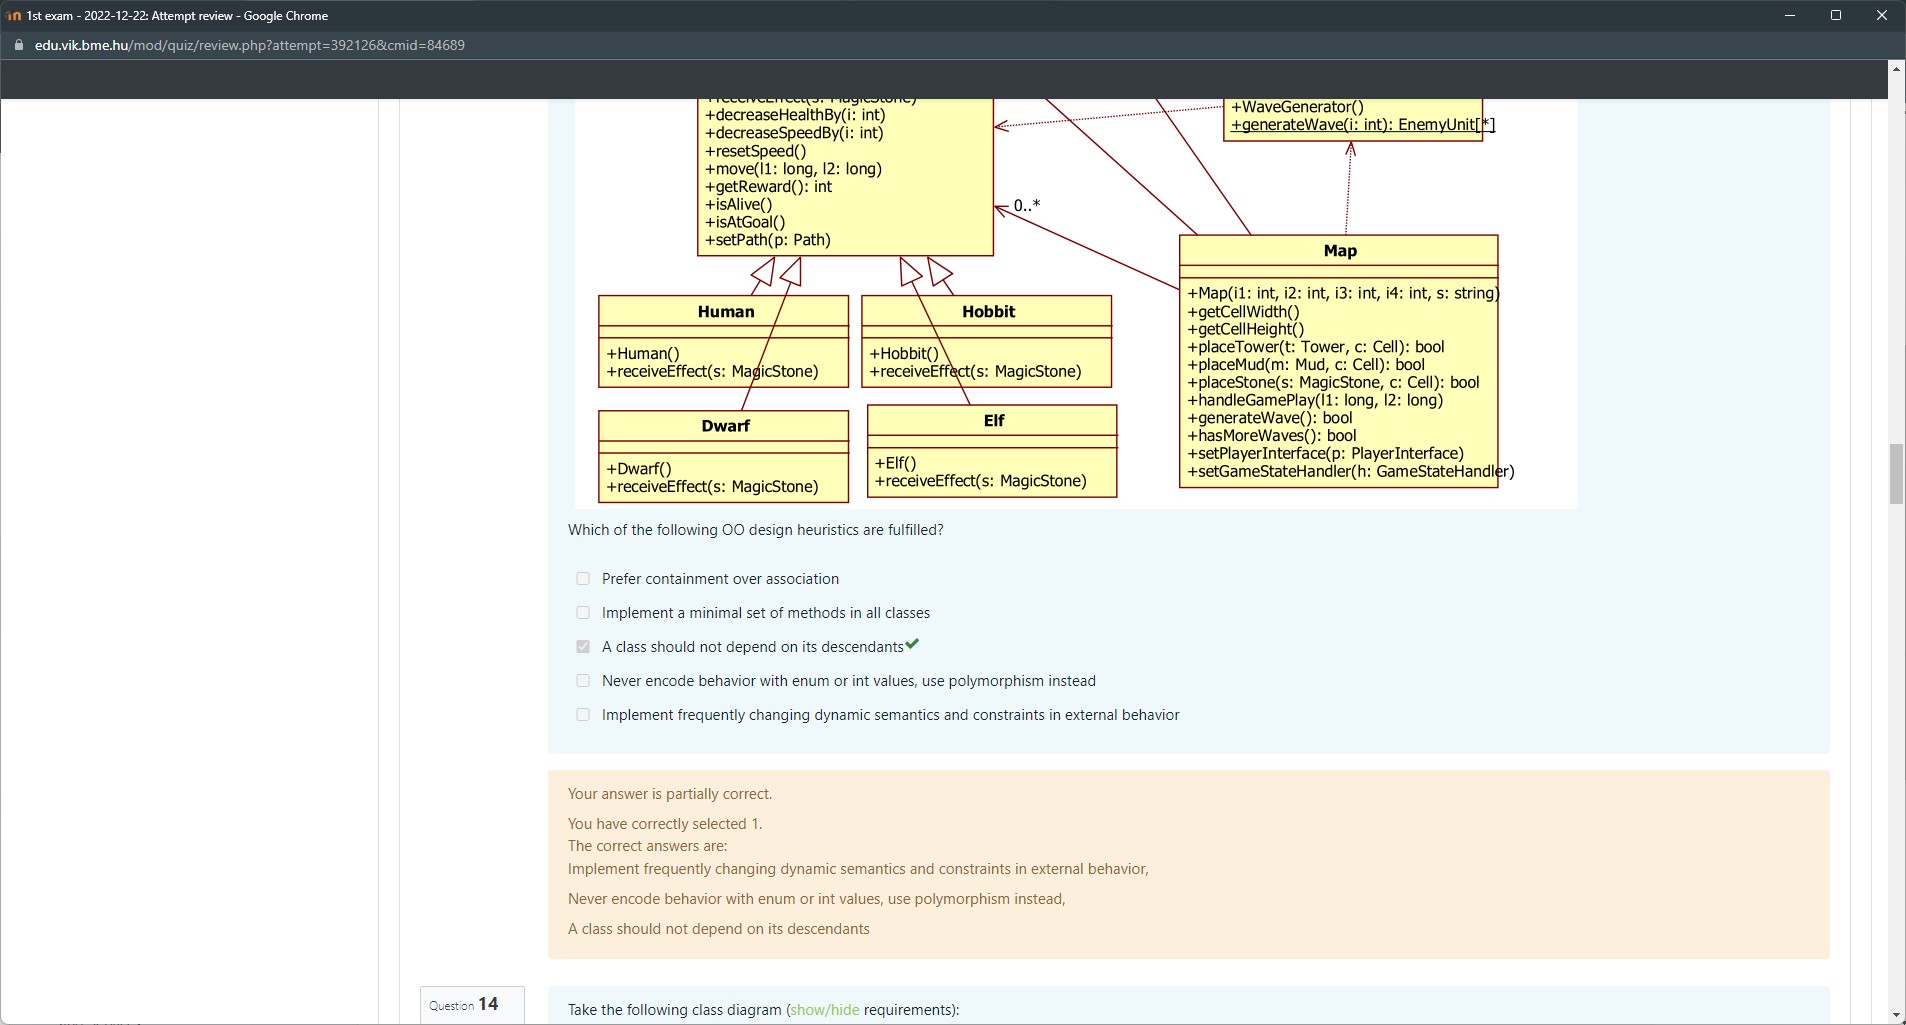 1st exam - 2022-12-22: Attempt review - Google Chrome
edu.vik.bme.hu/mod/quiz/review.php?attempt=392126&cmid=84689
+receiveEffect(s: MagicStone)
+decreaseHealthBy(i: int)
+decreaseSpeedBy(i: int)
+resetSpeed()
+move(l1: long, l2: long)
+getReward(): int
+isAlive()
+isAtGoal()
+setPath(p: Path)
+WaveGenerator()
+generateWave(i: int): EnemyUnit[*]
0..*
Map
+Map(i1: int, i2: int, i3: int, i4: int, s: string)
+getCellWidth()
+getCellHeight()
+placeTower(t: Tower, c: Cell): bool
+placeMud(m: Mud, c: Cell): bool
+placeStone(s: MagicStone, c: Cell): bool
+handleGamePlay(l1: long, l2: long)
+generateWave(): bool
+hasMoreWaves(): bool
+setPlayerInterface(p: PlayerInterface)
+setGameStateHandler(h: GameStateHandler)
Human
+Human()
+receiveEffect(s: MagicStone)
Hobbit
+Hobbit()
+receiveEffect(s: MagicStone)
Dwarf
+Dwarf()
+receiveEffect(s: MagicStone)
Elf
+Elf()
+receiveEffect(s: MagicStone)
Which of the following OO design heuristics are fulfilled?
Prefer containment over association
Implement a minimal set of methods in all classes
A class should not depend on its descendants
Never encode behavior with enum or int values, use polymorphism instead
Implement frequently changing dynamic semantics and constraints in external behavior
Your answer is partially correct.
You have correctly selected 1.
The correct answers are:
Implement frequently changing dynamic semantics and constraints in external behavior,
Never encode behavior with enum or int values, use polymorphism instead,
A class should not depend on its descendants
Question 14
Take the following class diagram (show/hide requirements):